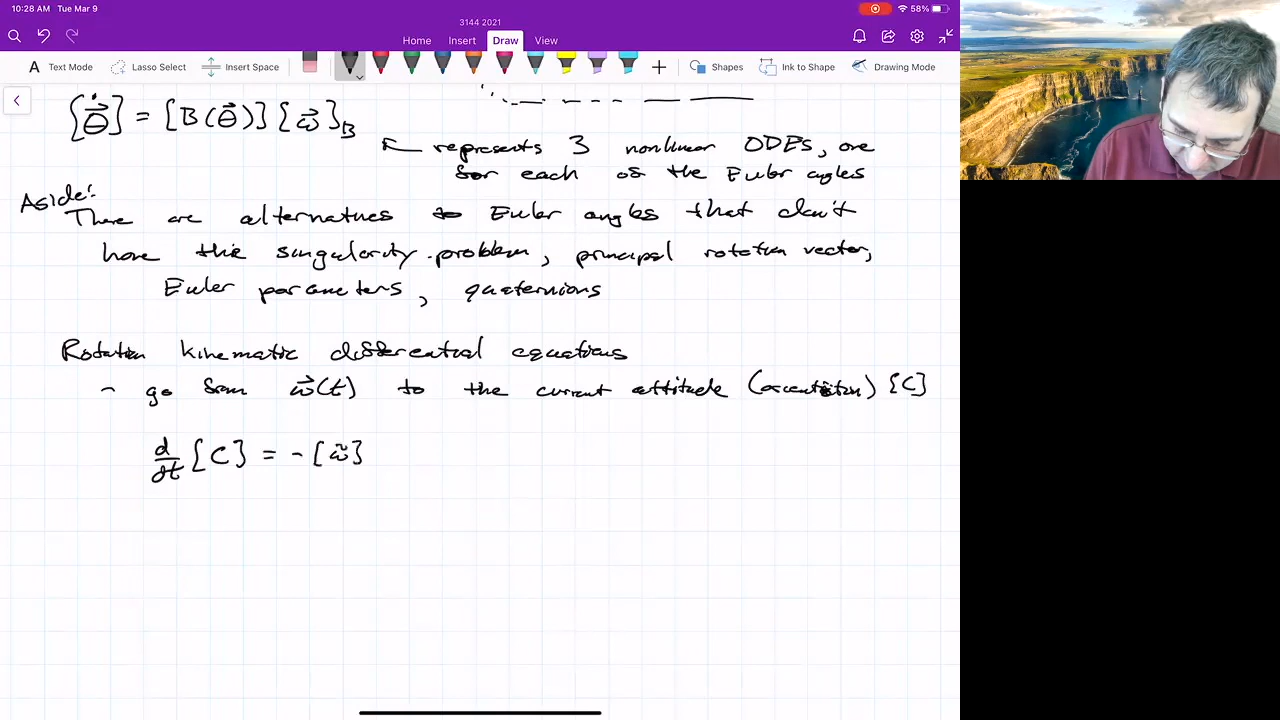 10:28 AM Tue Mar 9
58%
3144 2021
Home Insert Draw View
Text Mode Lasso Select Insert Space Shapes Ink to Shape Drawing Mode
[θ̇⃗] = [B(θ⃗)] [ω⃗]_B
represents 3 nonlinear ODEs, one
for each of the Euler angles
Aside:
There are alternatives to Euler angles that don't
have this singularity problem, principal rotation vector,
Euler parameters, quaternions
Rotation kinematic differential equations
- go from ω⃗(t) to the current attitude (orientation) [C]
d/dt [C] = -[ω̃]